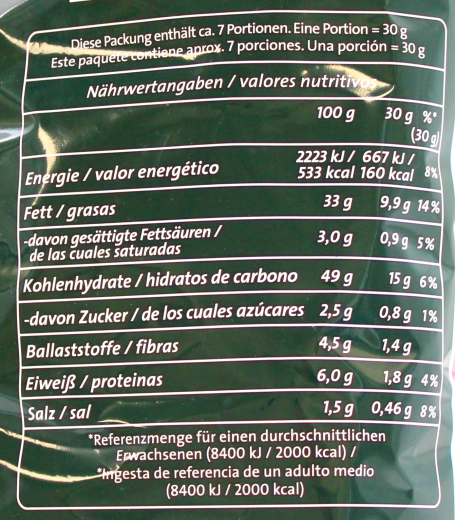 Diese Packung enthält ca. 7 Portionen. Eine Portion = 30 g
Este paquete contiene aprox. 7 porciones. Una porción = 30 g
Nährwertangaben / valores nutritivos
100 g 30 g %*
(30 g)
Energie / valor energético 2223 kJ / 667 kJ /
533 kcal 160 kcal 8%
Fett / grasas 33 g 9,9 g 14%
-davon gesättigte Fettsäuren /
de las cuales saturadas 3,0 g 0,9 g 5%
Kohlenhydrate / hidratos de carbono 49 g 15 g 6%
-davon Zucker / de los cuales azúcares 2,5 g 0,8 g 1%
Ballaststoffe / fibras 4,5 g 1,4 g
Eiweiß / proteinas 6,0 g 1,8 g 4%
Salz / sal 1,5 g 0,46 g 8%
*Referenzmenge für einen durchschnittlichen
Erwachsenen (8400 kJ / 2000 kcal) /
*Ingesta de referencia de un adulto medio
(8400 kJ / 2000 kcal)